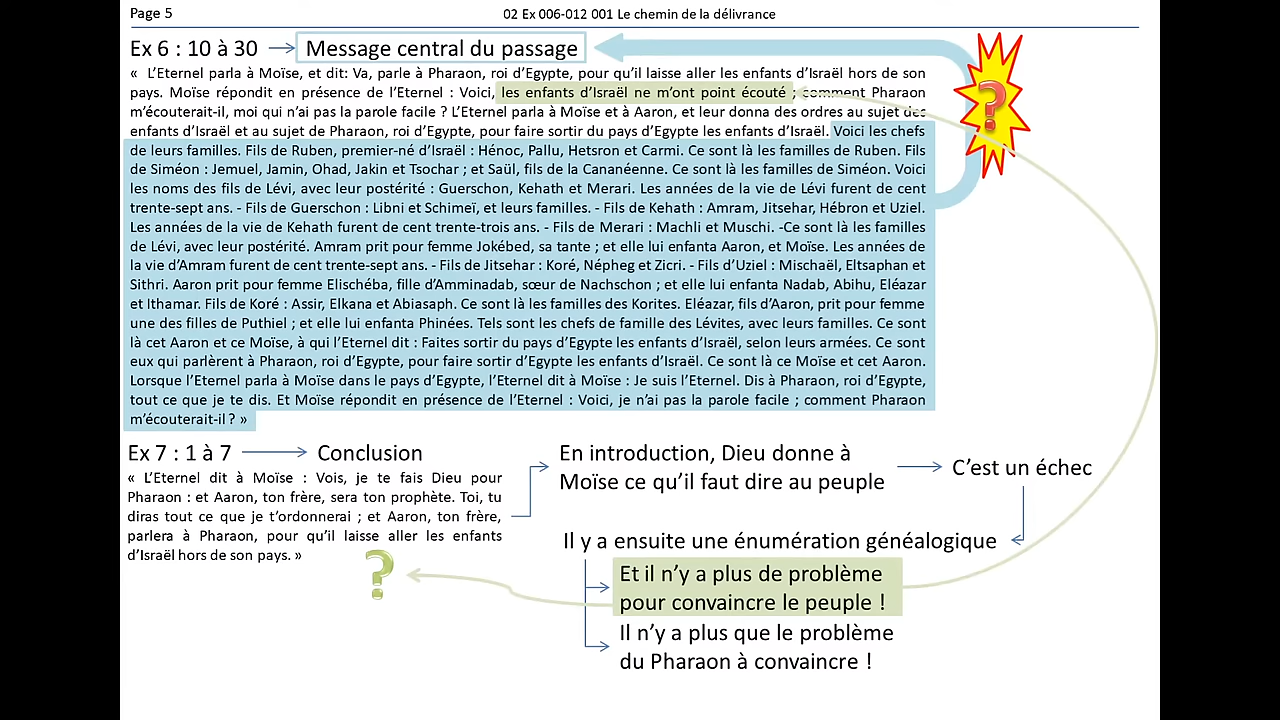 Page 5
02 Ex 006-012 001 Le chemin de la délivrance
Ex 6 : 10 à 30
Message central du passage
« L’Eternel parla à Moïse, et dit: Va, parle à Pharaon, roi d’Egypte, pour qu’il laisse aller les enfants d’Israël hors de son
pays. Moïse répondit en présence de l’Eternel : Voici, les enfants d’Israël ne m’ont point écouté ; comment Pharaon
m’écouterait-il, moi qui n’ai pas la parole facile ? L’Eternel parla à Moïse et à Aaron, et leur donna des ordres au sujet des
enfants d’Israël et au sujet de Pharaon, roi d’Egypte, pour faire sortir du pays d’Egypte les enfants d’Israël. Voici les chefs
de leurs familles. Fils de Ruben, premier-né d’Israël : Hénoc, Pallu, Hetsron et Carmi. Ce sont là les familles de Ruben. Fils
de Siméon : Jemuel, Jamin, Ohad, Jakin et Tsochar ; et Saül, fils de la Cananéenne. Ce sont là les familles de Siméon. Voici
les noms des fils de Lévi, avec leur postérité : Guerschon, Kehath et Merari. Les années de la vie de Lévi furent de cent
trente-sept ans. - Fils de Guerschon : Libni et Schimeï, et leurs familles. - Fils de Kehath : Amram, Jitsehar, Hébron et Uziel.
Les années de la vie de Kehath furent de cent trente-trois ans. - Fils de Merari : Machli et Muschi. -Ce sont là les familles
de Lévi, avec leur postérité. Amram prit pour femme Jokébed, sa tante ; et elle lui enfanta Aaron, et Moïse. Les années de
la vie d’Amram furent de cent trente-sept ans. - Fils de Jitsehar : Koré, Népheg et Zicri. - Fils d’Uziel : Mischaël, Eltsaphan et
Sithri. Aaron prit pour femme Elischéba, fille d’Amminadab, sœur de Nachschon ; et elle lui enfanta Nadab, Abihu, Eléazar
et Ithamar. Fils de Koré : Assir, Elkana et Abiasaph. Ce sont là les familles des Korites. Eléazar, fils d’Aaron, prit pour femme
une des filles de Puthiel ; et elle lui enfanta Phinées. Tels sont les chefs de famille des Lévites, avec leurs familles. Ce sont
là cet Aaron et ce Moïse, à qui l’Eternel dit : Faites sortir du pays d’Egypte les enfants d’Israël, selon leurs armées. Ce sont
eux qui parlèrent à Pharaon, roi d’Egypte, pour faire sortir d’Egypte les enfants d’Israël. Ce sont là ce Moïse et cet Aaron.
Lorsque l’Eternel parla à Moïse dans le pays d’Egypte, l’Eternel dit à Moïse : Je suis l’Eternel. Dis à Pharaon, roi d’Egypte,
tout ce que je te dis. Et Moïse répondit en présence de l’Eternel : Voici, je n’ai pas la parole facile ; comment Pharaon
m’écouterait-il ? »
?
Ex 7 : 1 à 7
Conclusion
« L’Eternel dit à Moïse : Vois, je te fais Dieu pour
Pharaon : et Aaron, ton frère, sera ton prophète. Toi, tu
diras tout ce que je t’ordonnerai ; et Aaron, ton frère,
parlera à Pharaon, pour qu’il laisse aller les enfants
d’Israël hors de son pays. »
?
En introduction, Dieu donne à
Moïse ce qu’il faut dire au peuple
C’est un échec
Il y a ensuite une énumération généalogique
Et il n’y a plus de problème
pour convaincre le peuple !
Il n’y a plus que le problème
du Pharaon à convaincre !